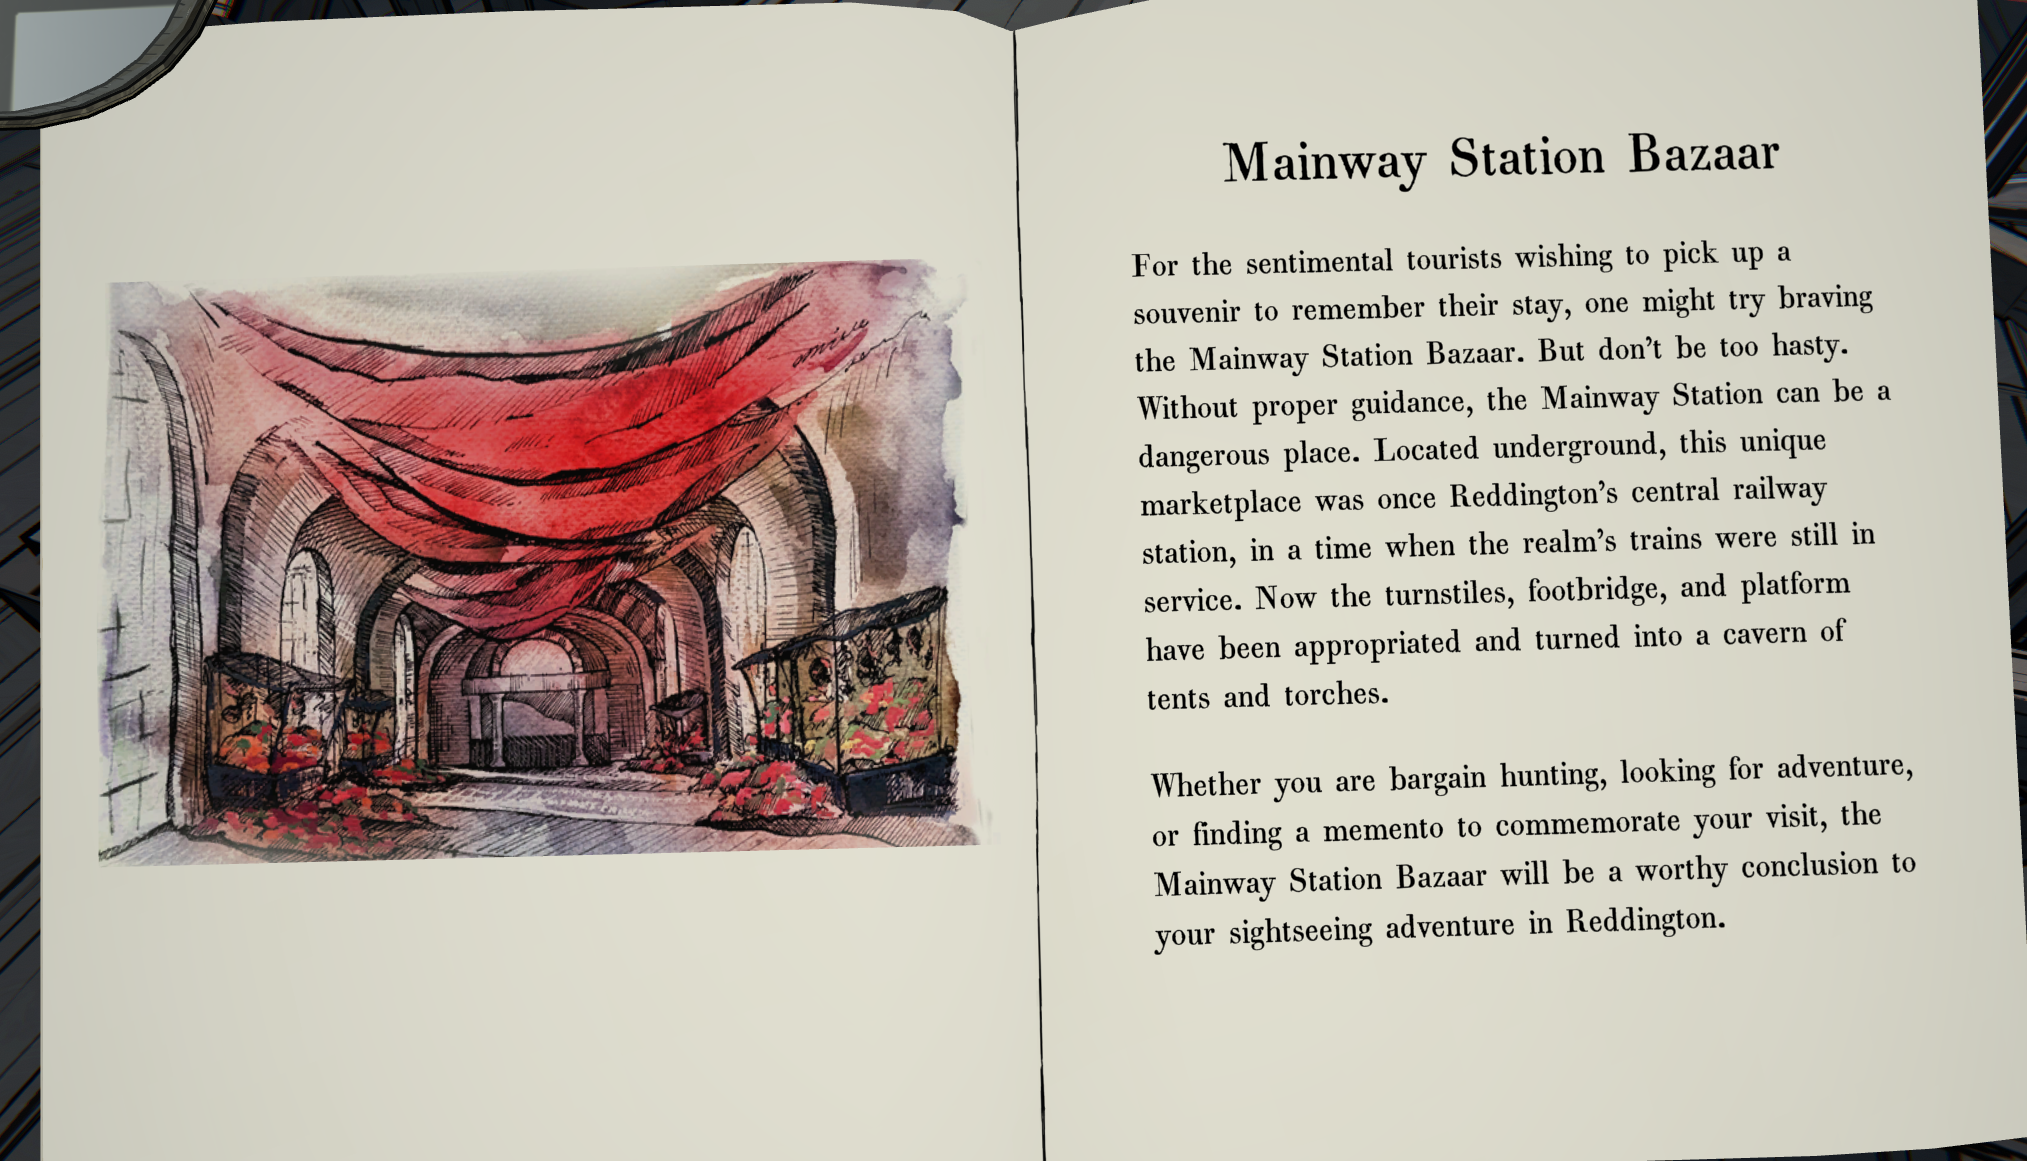 Mainway Station Bazaar
For the sentimental tourists wishing to pick up a
souvenir to remember their stay, one might try braving
the Mainway Station Bazaar. But don't be too hasty.
Without proper guidance, the Mainway Station can be a
dangerous place. Located underground, this unique
marketplace was once Reddington's central railway
station, in a time when the realm's trains were still in
service. Now the turnstiles, footbridge, and platform
have been appropriated and turned into a cavern of
tents and torches.
Whether you are bargain hunting, looking for adventure,
or finding a memento to commemorate your visit, the
Mainway Station Bazaar will be a worthy conclusion to
your sightseeing adventure in Reddington.